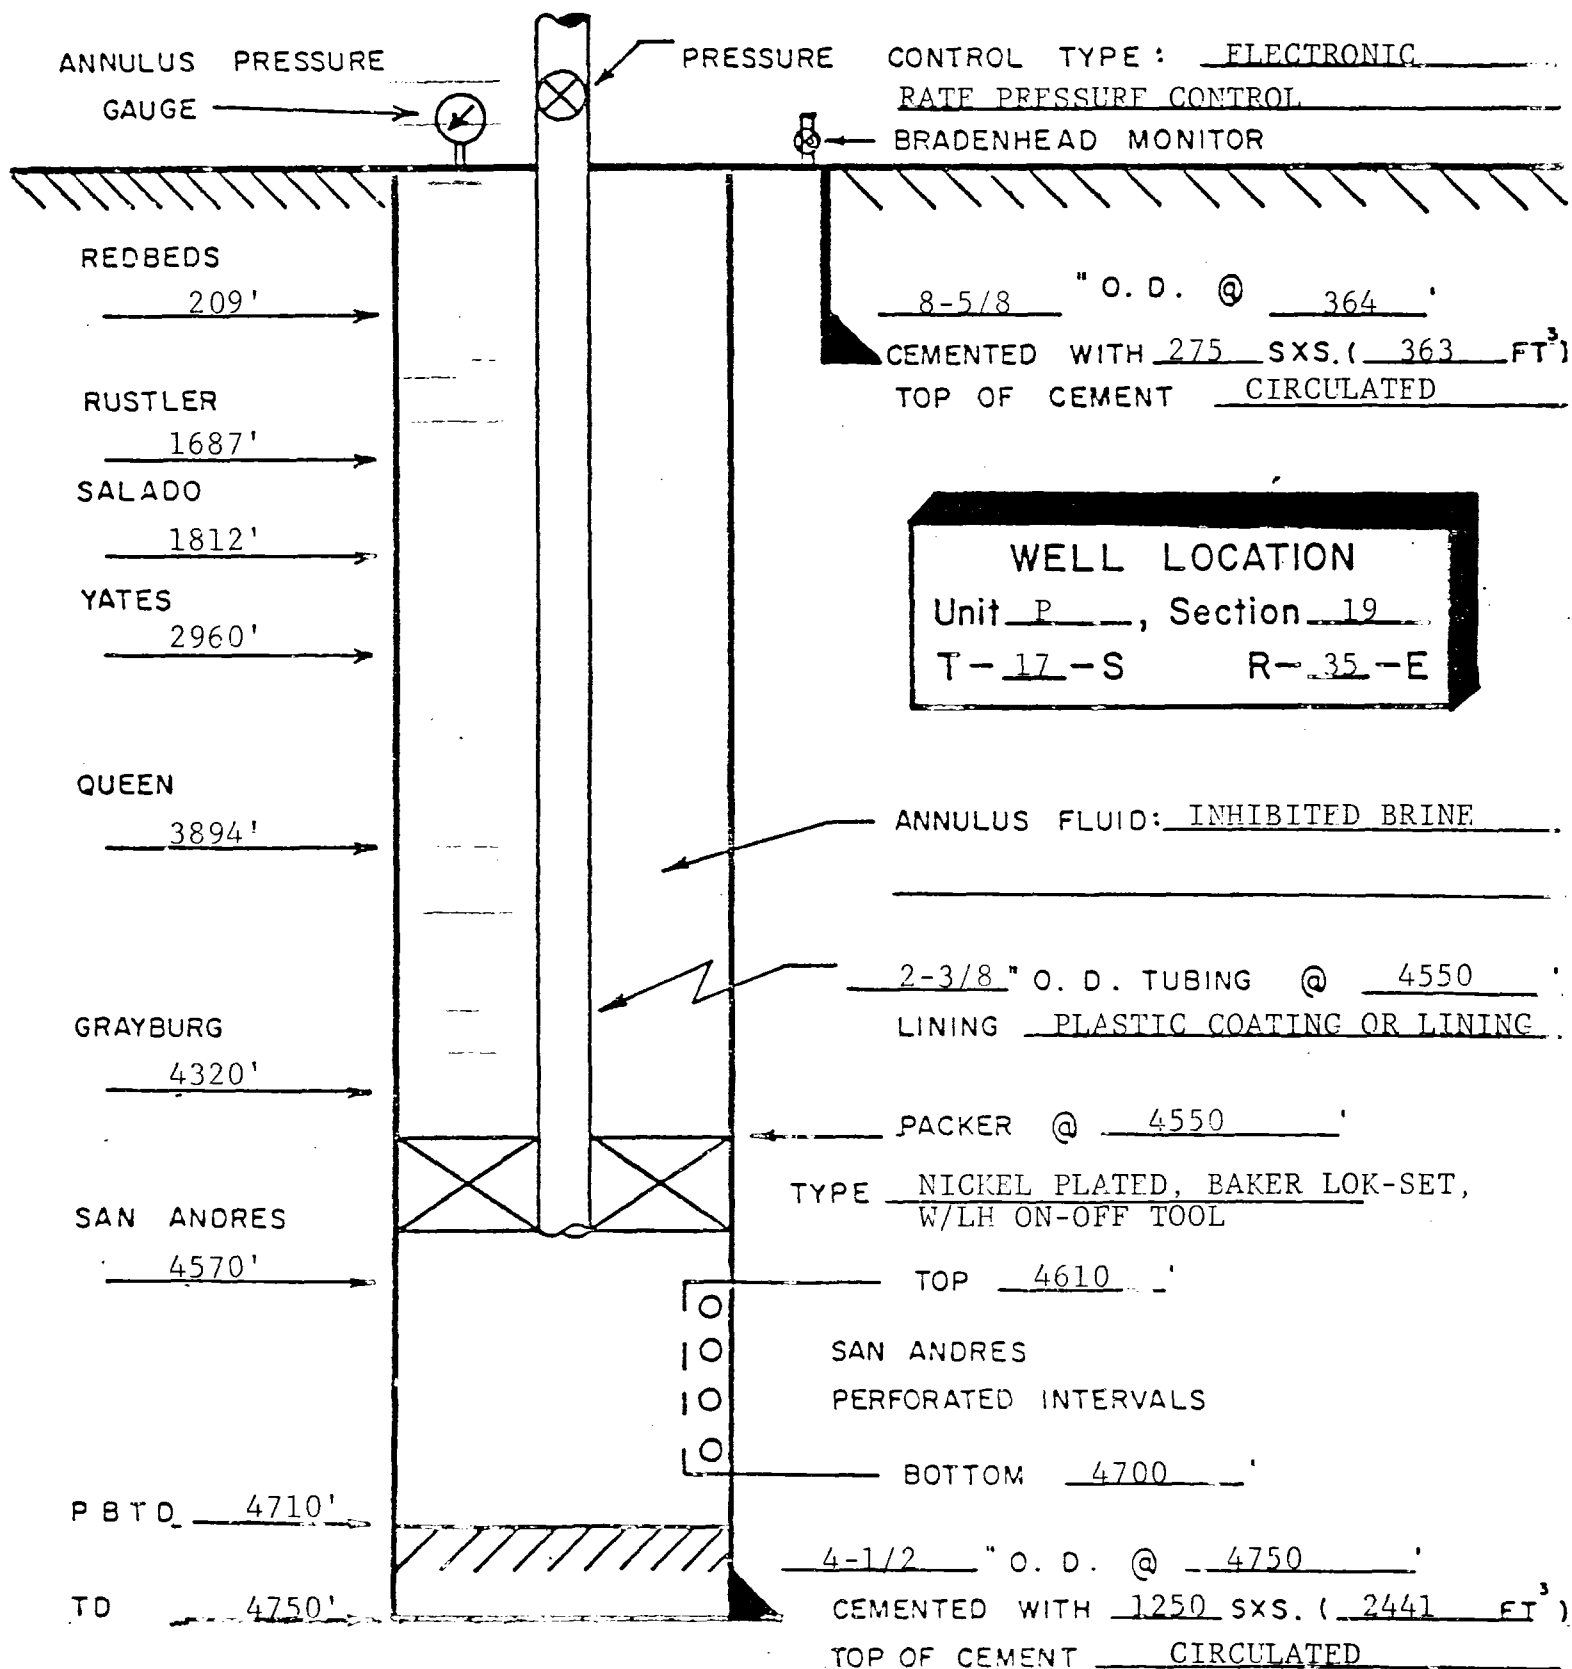 ANNULUS PRESSURE
GAUGE
PRESSURE CONTROL TYPE: ELECTRONIC
RATE PRESSURE CONTROL
BRADENHEAD MONITOR
REDBEDS
209'
8-5/8 " O. D. @ 364 '
CEMENTED WITH 275 SXS. ( 363 FT³)
TOP OF CEMENT CIRCULATED
RUSTLER
1687'
SALADO
1812'
WELL LOCATION
Unit P, Section 19
T-17-S R-35-E
YATES
2960'
QUEEN
3894'
ANNULUS FLUID: INHIBITED BRINE
2-3/8 " O. D. TUBING @ 4550 '
LINING PLASTIC COATING OR LINING
GRAYBURG
4320'
PACKER @ 4550 '
TYPE NICKEL PLATED, BAKER LOK-SET,
W/LH ON-OFF TOOL
SAN ANDRES
4570'
TOP 4610 '
SAN ANDRES
PERFORATED INTERVALS
BOTTOM 4700 '
PBTD 4710'
4-1/2 " O. D. @ 4750 '
TD 4750'
CEMENTED WITH 1250 SXS. ( 2441 FT³)
TOP OF CEMENT CIRCULATED